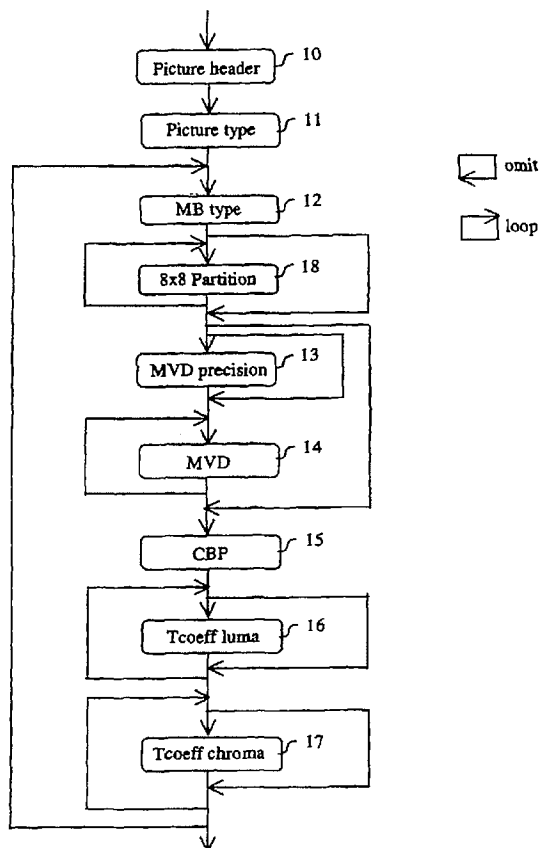 Picture header
10
Picture type
11
omit
MB type
12
loop
8x8 Partition
18
MVD precision
13
MVD
14
CBP
15
Tcoeff luma
16
Tcoeff chroma
17